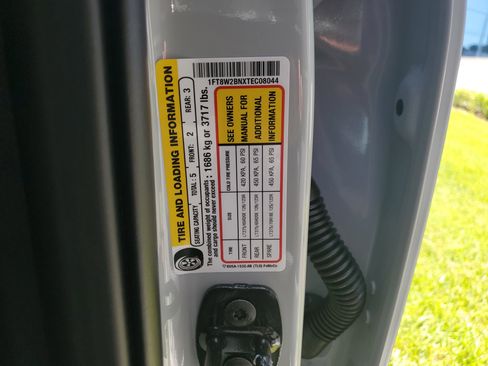 1FT8W2BNXTEC08044
TIRE AND LOADING INFORMATION
SEATING CAPACITY TOTAL: 5 FRONT: 2 REAR: 3
The combined weight of occupants : 1686 kg or 3717 lbs.
and cargo should never exceed
TIRE SIZE COLD TIRE PRESSURE
FRONT 420 KPA, 60 PSI
REAR 450 KPA, 65 PSI
SPARE 450 KPA, 65 PSI
SEE OWNERS
MANUAL FOR
ADDITIONAL
INFORMATION